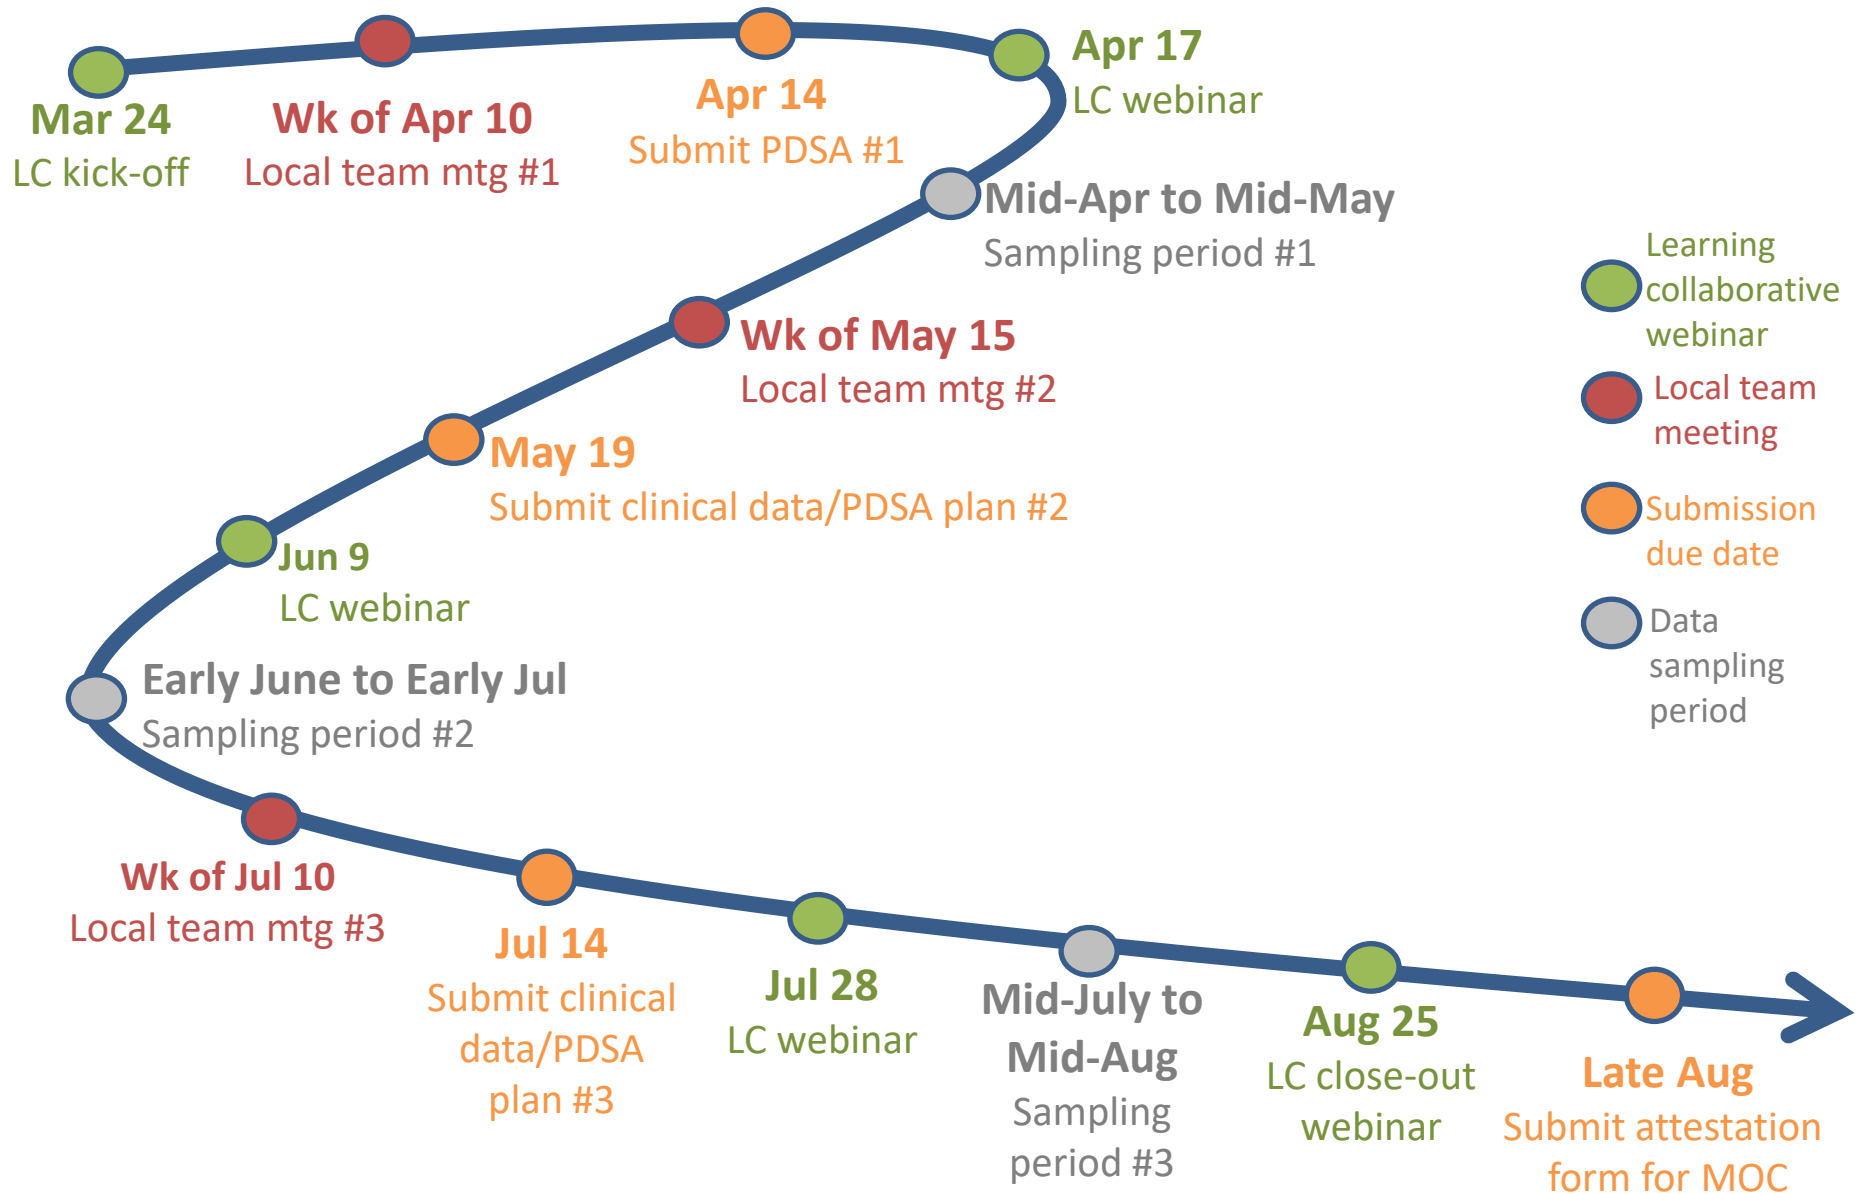 Mar 24
LC kick-off
Wk of Apr 10
Local team mtg #1
Apr 14
Submit PDSA #1
Apr 17
LC webinar
Mid-Apr to Mid-May
Sampling period #1
Wk of May 15
Local team mtg #2
May 19
Submit clinical data/PDSA plan #2
Jun 9
LC webinar
Early June to Early Jul
Sampling period #2
Wk of Jul 10
Local team mtg #3
Jul 14
Submit clinical
data/PDSA
plan #3
Jul 28
LC webinar
Mid-July to
Mid-Aug
Sampling
period #3
Aug 25
LC close-out
webinar
Late Aug
Submit attestation
form for MOC
Learning
collaborative
webinar
Local team
meeting
Submission
due date
Data
sampling
period